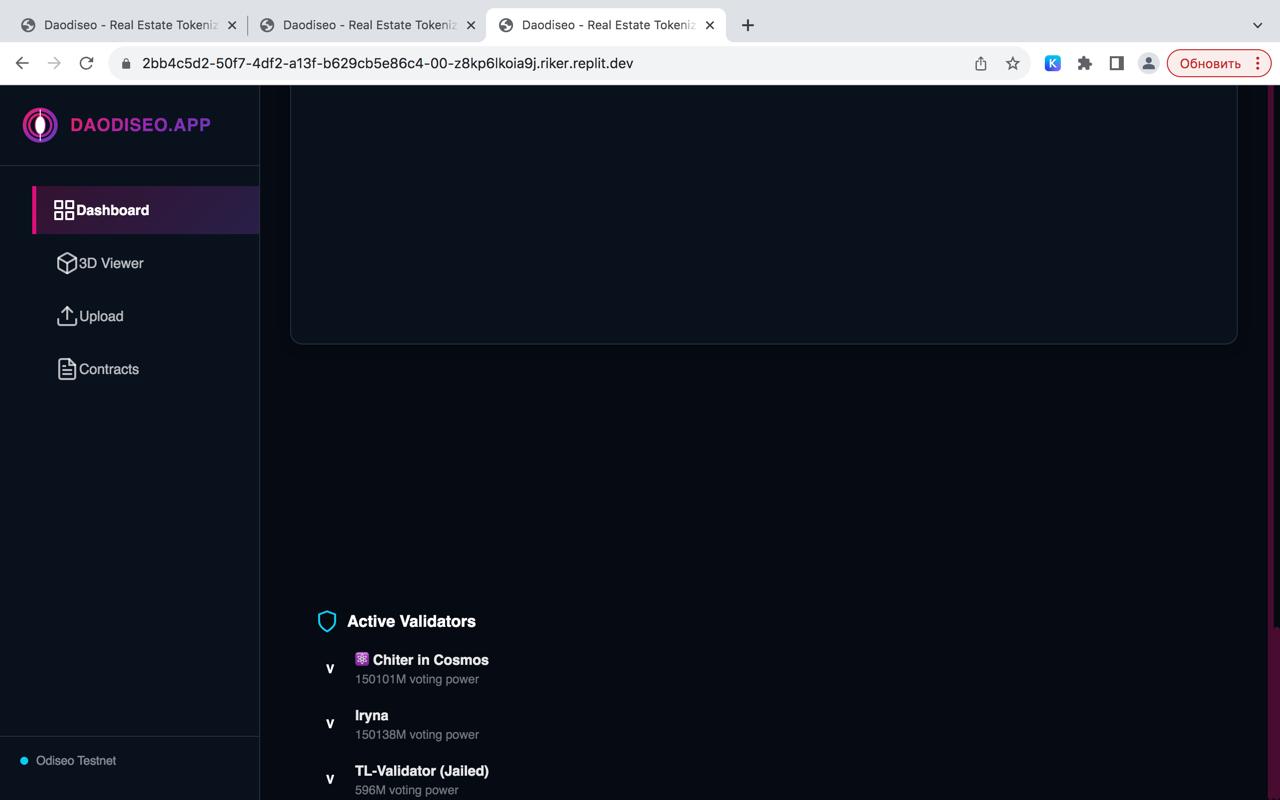 Daodiseo - Real Estate Tokeniz
Daodiseo - Real Estate Tokeniz
Daodiseo - Real Estate Tokeniz
2bb4c5d2-50f7-4df2-a13f-b629cb5e86c4-00-z8kp6lkoia9j.riker.replit.dev
K
Обновить
DAODISEO.APP
Dashboard
3D Viewer
Upload
Contracts
Active Validators
V
Chiter in Cosmos
150101M voting power
V
Iryna
150138M voting power
V
TL-Validator (Jailed)
596M voting power
Odiseo Testnet